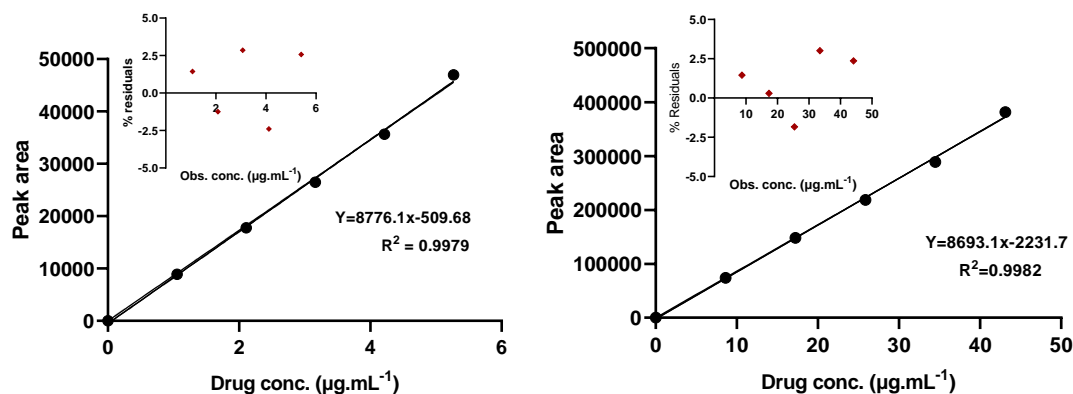 5.0
2.5
0.0
-2.5
-5.0
2 4 6
% residuals
Obs. conc. (µg.mL-1)
50000
40000
30000
20000
10000
0
0 2 4 6
Peak area
Drug conc. (µg.mL-1)
Y=8776.1x-509.68
R2 = 0.9979
5.0
2.5
0.0
-2.5
-5.0
10 20 30 40 50
% Residuals
Obs. conc. (µg.mL-1)
500000
400000
300000
200000
100000
0
0 10 20 30 40 50
Peak area
Drug conc. (µg.mL-1)
Y=8693.1x-2231.7
R2=0.9982